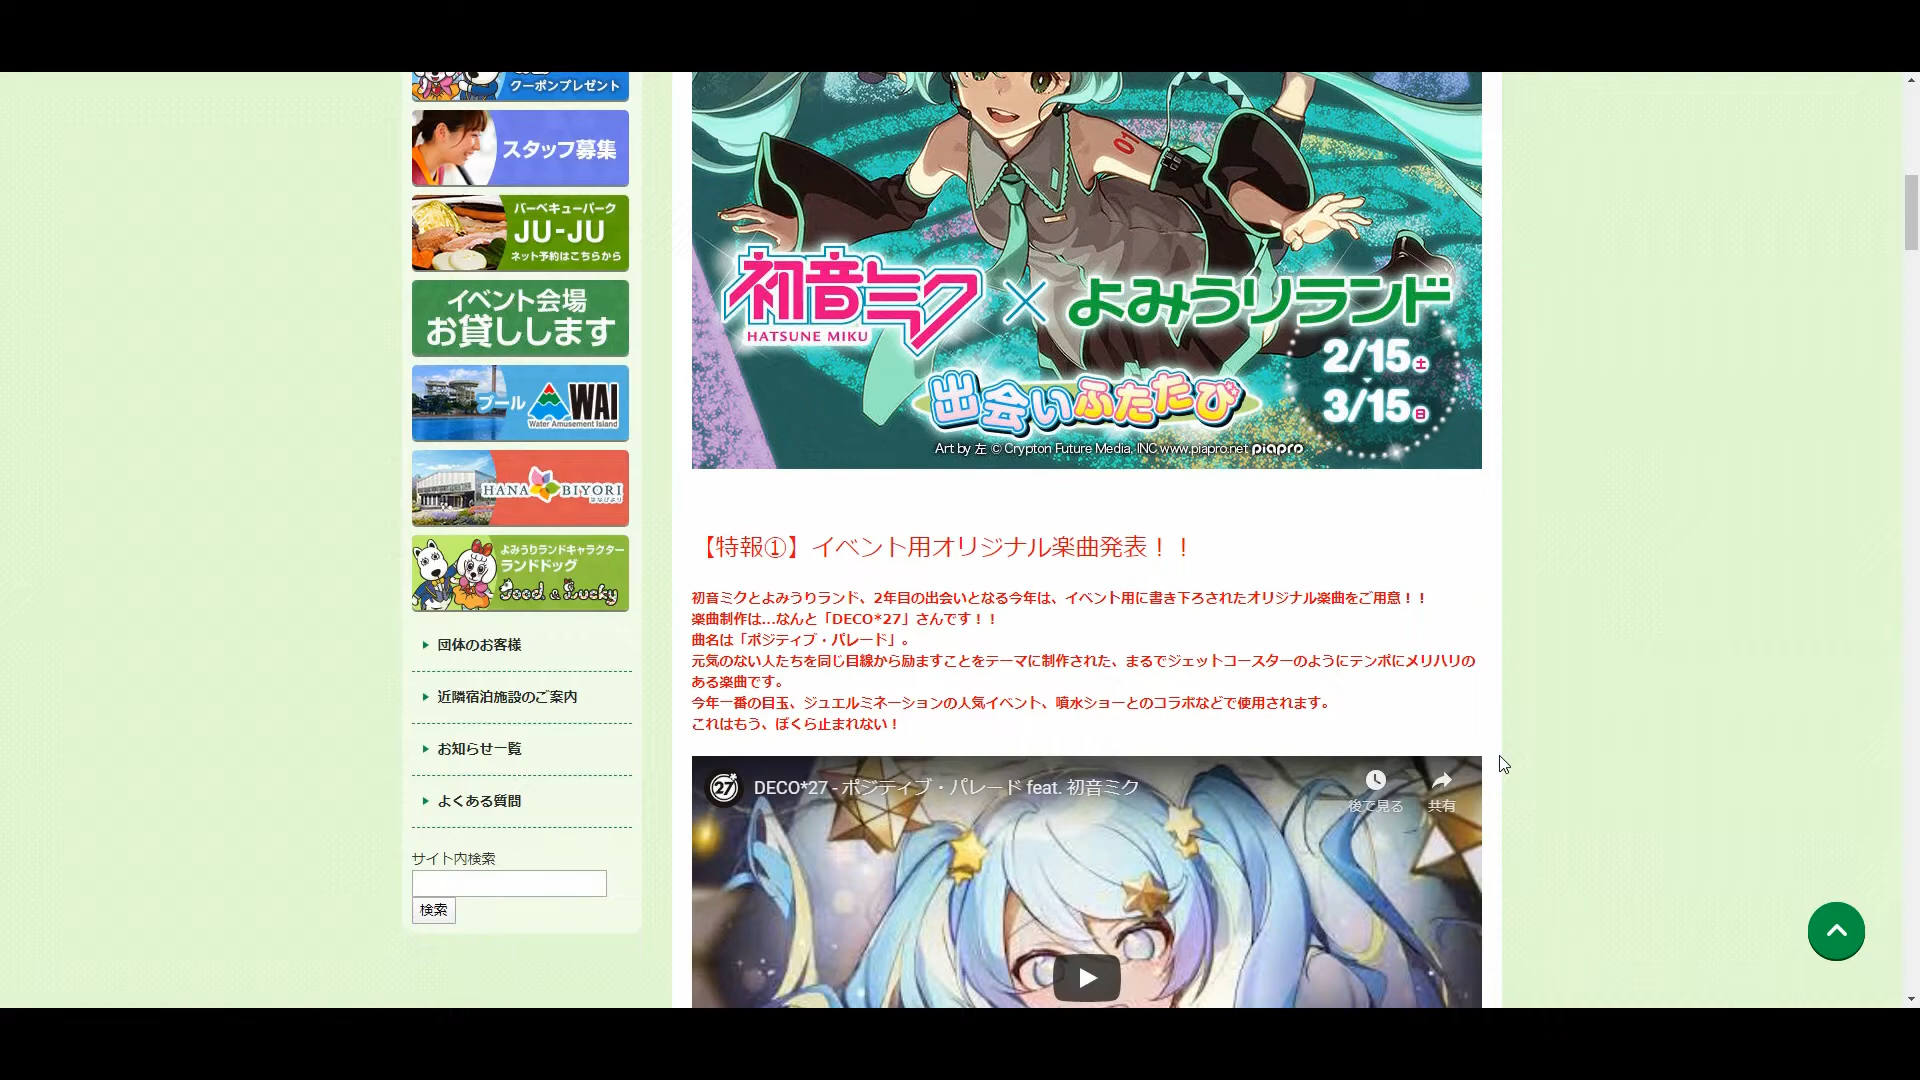 クーポンプレゼント
スタッフ募集
バーベキューパーク
JU-JU
ネット予約はこちらから
イベント会場
お貸しします
プール WAI
Water Amusement Island
HANA BIYORI
はなびより
よみうりランドキャラクター
ランドドッグ
Good & Lucky
団体のお客様
近隣宿泊施設のご案内
お知らせ一覧
よくある質問
サイト内検索
検索
01
初音ミク×よみうりランド
HATSUNE MIKU
2/15土
3/15日
出会いふたたび
Art by 左 © Crypton Future Media, INC www.piapro.net piapro
【特報①】イベント用オリジナル楽曲発表！！
初音ミクとよみうりランド、2年目の出会いとなる今年は、イベント用に書き下ろされたオリジナル楽曲をご用意！！
楽曲制作は…なんと「DECO*27」さんです！！
曲名は「ポジティブ・パレード」。
元気のない人たちを同じ目線から励ますことをテーマに制作された、まるでジェットコースターのようにテンポにメリハリの
ある楽曲です。
今年一番の目玉、ジュエルミネーションの人気イベント、噴水ショーとのコラボなどで使用されます。
これはもう、ぼくら止まれない！
27 DECO*27 - ポジティブ・パレード feat. 初音ミク
後で見る 共有